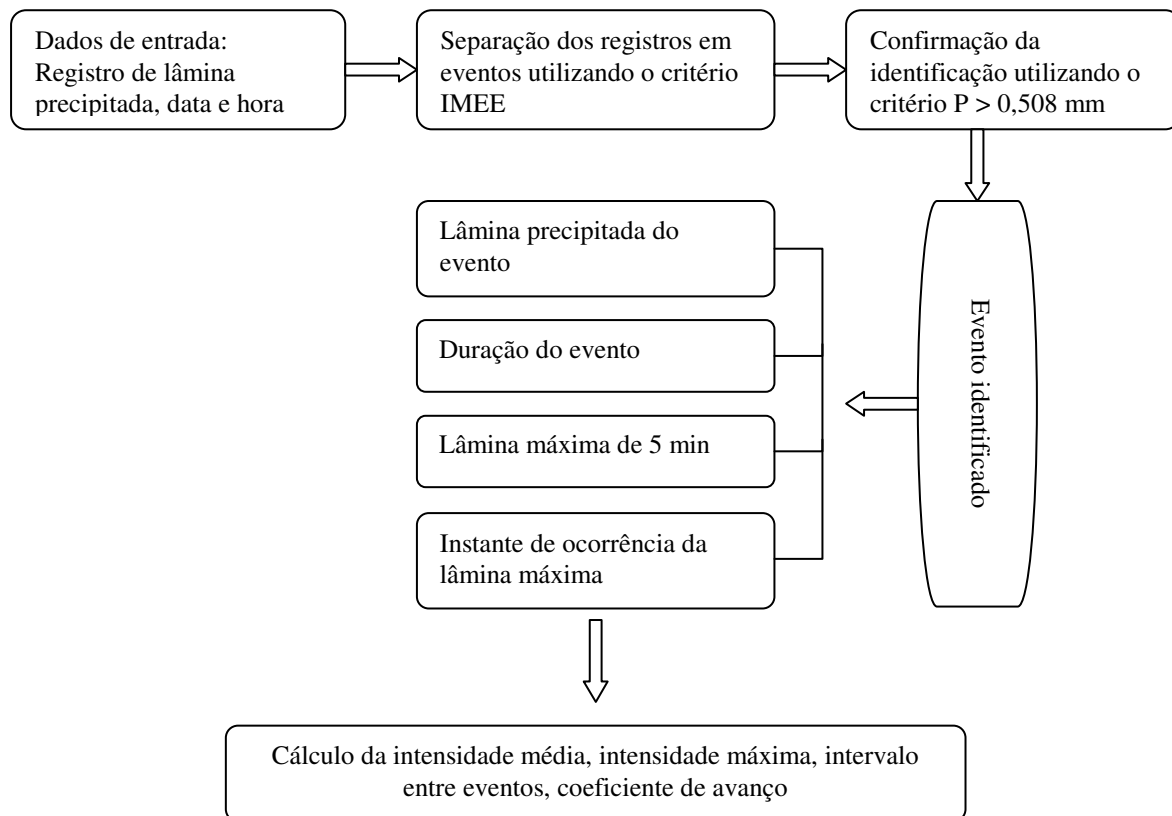 Dados de entrada:
Registro de lâmina
precipitada, data e hora
Separação dos registros em
eventos utilizando o critério
IMEE
Confirmação da
identificação utilizando o
critério P > 0,508 mm
Evento identificado
Lâmina precipitada do
evento
Duração do evento
Lâmina máxima de 5 min
Instante de ocorrência da
lâmina máxima
Cálculo da intensidade média, intensidade máxima, intervalo
entre eventos, coeficiente de avanço